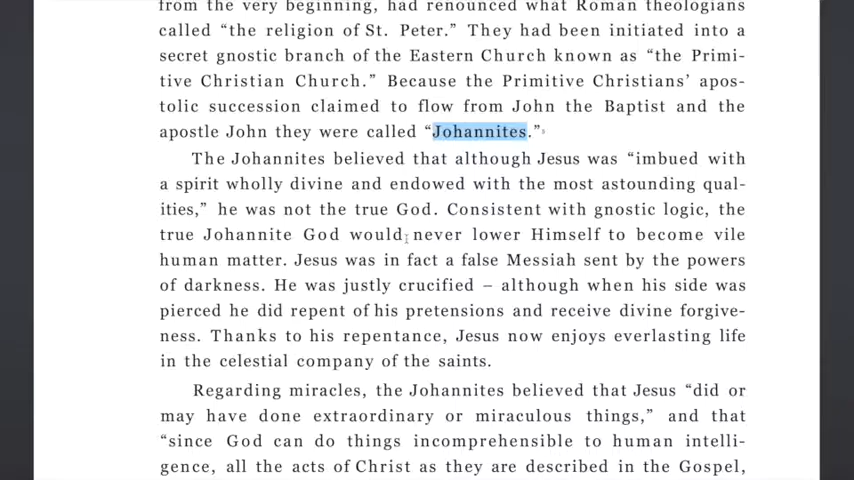 from the very beginning, had renounced what Roman theologians
called “the religion of St. Peter.” They had been initiated into a
secret gnostic branch of the Eastern Church known as “the Primi-
tive Christian Church.” Because the Primitive Christians’ apos-
tolic succession claimed to flow from John the Baptist and the
apostle John they were called “Johannites.”
The Johannites believed that although Jesus was “imbued with
a spirit wholly divine and endowed with the most astounding qual-
ities,” he was not the true God. Consistent with gnostic logic, the
true Johannite God would never lower Himself to become vile
human matter. Jesus was in fact a false Messiah sent by the powers
of darkness. He was justly crucified – although when his side was
pierced he did repent of his pretensions and receive divine forgive-
ness. Thanks to his repentance, Jesus now enjoys everlasting life
in the celestial company of the saints.
Regarding miracles, the Johannites believed that Jesus “did or
may have done extraordinary or miraculous things,” and that
“since God can do things incomprehensible to human intelli-
gence, all the acts of Christ as they are described in the Gospel,